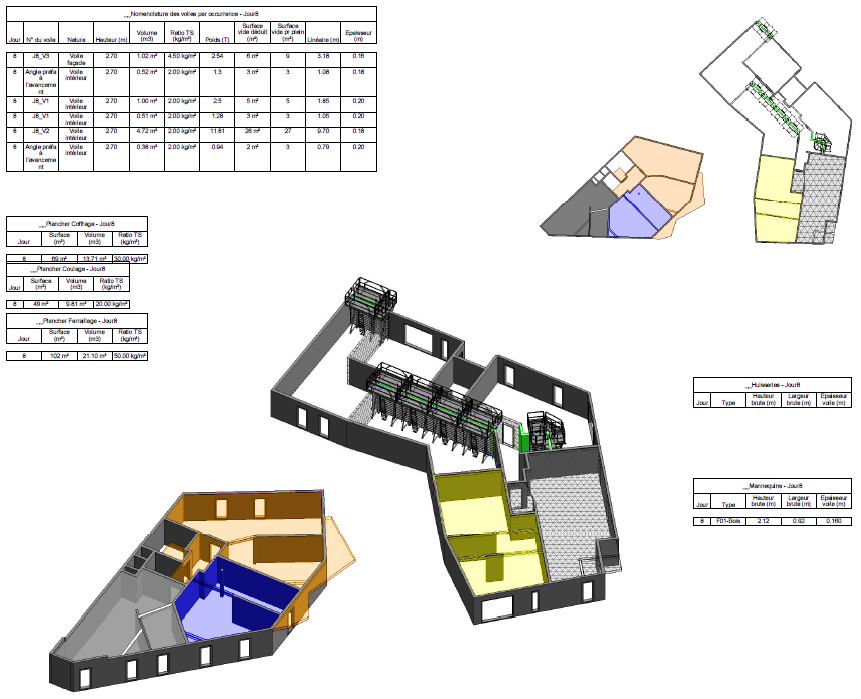 __Nomenclature des voiles par occurrence - Jour8
Jour N° du voile Nature Hauteur (m) Volume (m3) Ratio TS (kg/m²) Poids (T) Surface vide déduit (m²) Surface vide pr plein (m²) Linéaire (m) Epaisseur (m)
8 J8_V3 Voile façade 2.70 1.02 m³ 4.50 kg/m² 2.54 6 m² 9 3.18 0.16
8 Angle préfa à l'avancement Voile intérieur 2.70 0.52 m³ 2.00 kg/m² 1.3 3 m² 3 1.08 0.18
8 J8_V1 Voile intérieur 2.70 1.00 m³ 2.00 kg/m² 2.5 5 m² 5 1.85 0.20
8 J8_V1 Voile intérieur 2.70 0.51 m³ 2.00 kg/m² 1.28 3 m² 3 1.05 0.20
8 J8_V2 Voile intérieur 2.70 4.72 m³ 2.00 kg/m² 11.81 26 m² 27 9.70 0.18
8 Angle préfa à l'avancement Voile intérieur 2.70 0.38 m³ 2.00 kg/m² 0.94 2 m² 3 0.79 0.20
__Plancher Coffrage - Jour8
Jour Surface (m²) Volume (m3) Ratio TS (kg/m²)
8 69 m² 13.71 m³ 30.00 kg/m²
__Plancher Coulage - Jour8
Jour Surface (m²) Volume (m3) Ratio TS (kg/m²)
8 49 m² 9.81 m³ 20.00 kg/m²
__Plancher Ferraillage - Jour8
Jour Surface (m²) Volume (m3) Ratio TS (kg/m²)
8 102 m² 21.10 m³ 50.00 kg/m²
__Huisseries - Jour8
Jour Type Hauteur brute (m) Largeur brute (m) Epaisseur voile (m)
__Mannequins - Jour8
Jour Type Hauteur brute (m) Largeur brute (m) Epaisseur voile (m)
8 F01-Bois 2.12 0.92 0.160